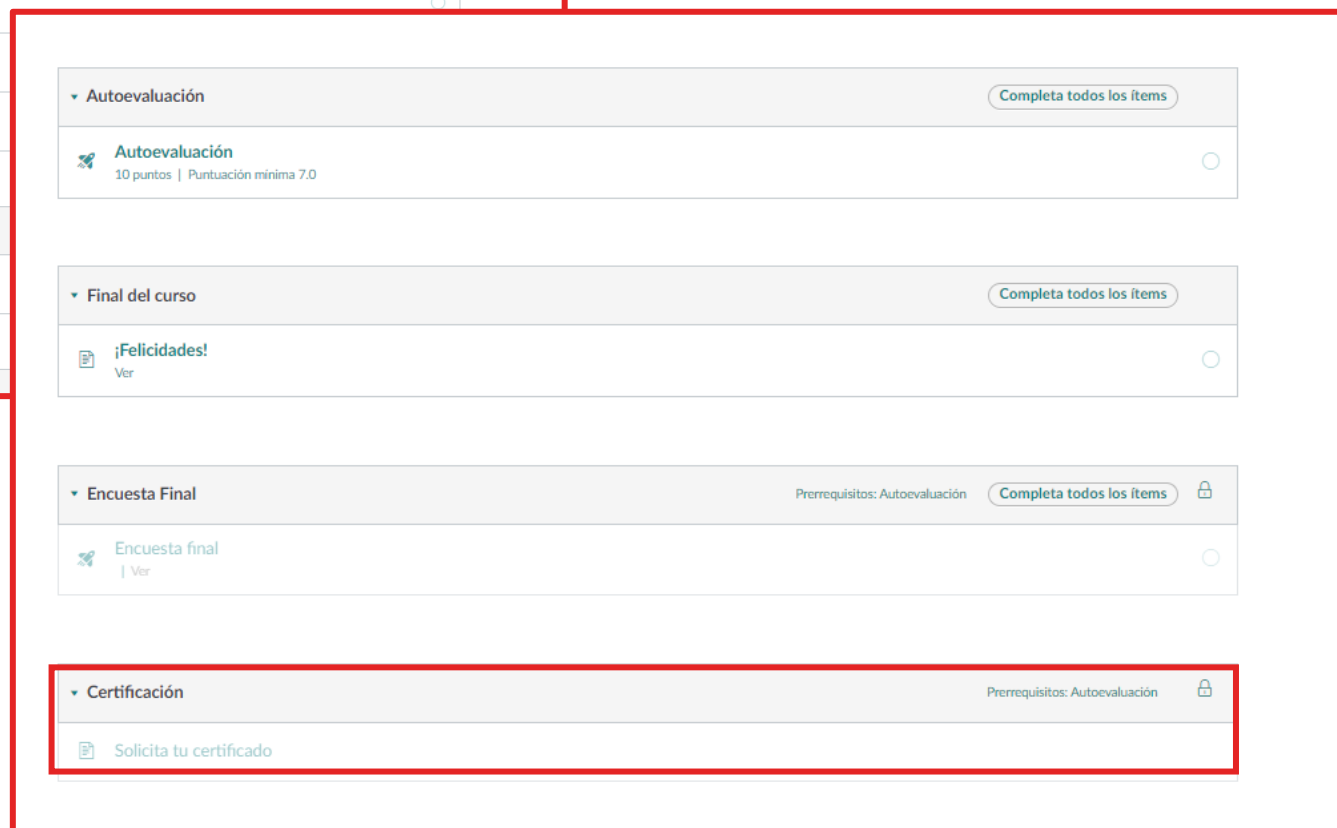 Autoevaluación
Completa todos los ítems
Autoevaluación
10 puntos | Puntuación mínima 7.0
Final del curso
Completa todos los ítems
¡Felicidades!
Ver
Encuesta Final
Prerrequisitos: Autoevaluación
Completa todos los ítems
Encuesta final
| Ver
Certificación
Prerrequisitos: Autoevaluación
Solicita tu certificado